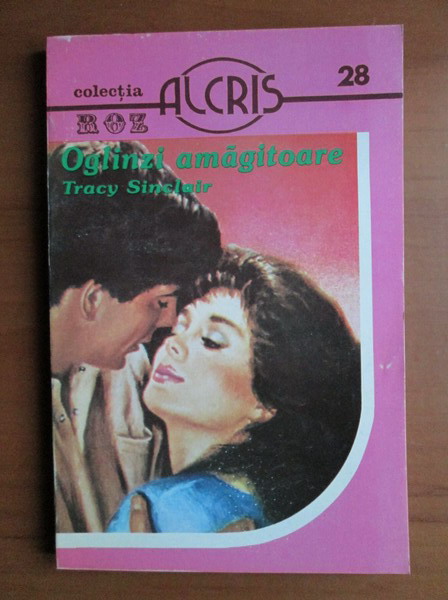 colecția ALCRIS 28
ROZ
Oglinzi amăgitoare
Tracy Sinclair